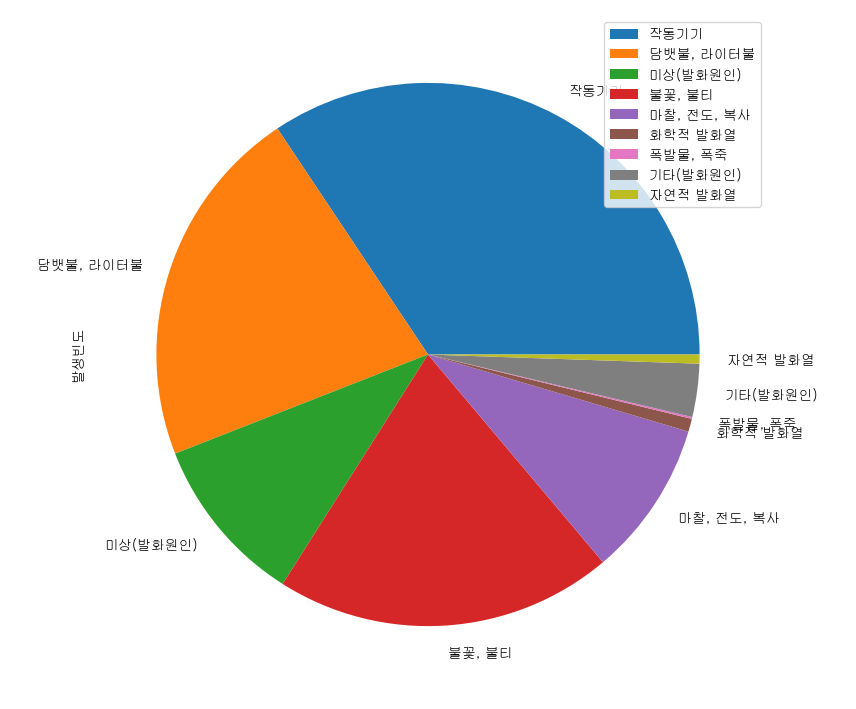 작동기기
담뱃불, 라이터불
미상(발화원인)
불꽃, 불티
마찰, 전도, 복사
화학적 발화열
폭발물, 폭죽
기타(발화원인)
자연적 발화열
작동기기
담뱃불, 라이터불
발생빈도
자연적 발화열
기타(발화원인)
폭발물, 폭죽
화학적 발화열
마찰, 전도, 복사
미상(발화원인)
불꽃, 불티